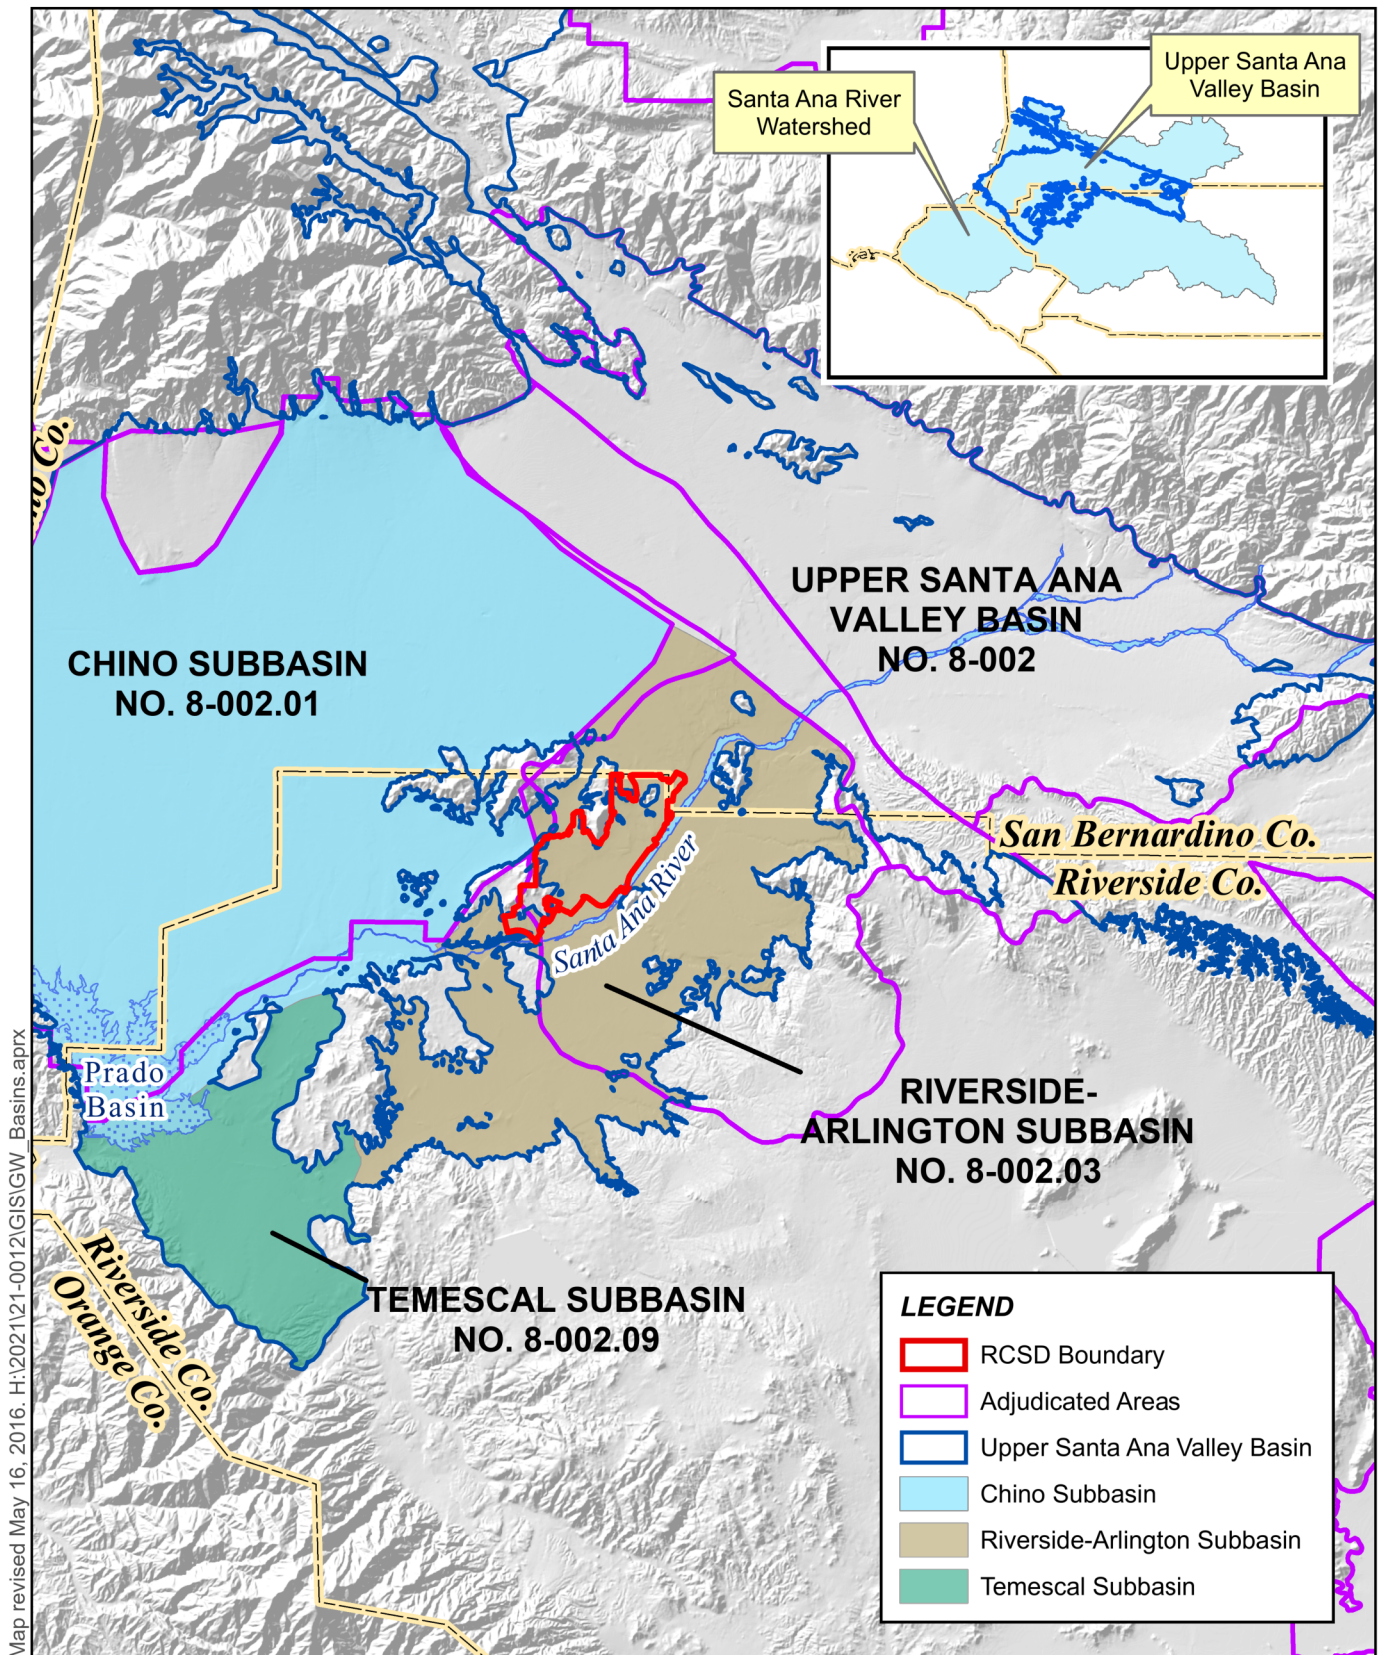 Santa Ana River
Watershed
Upper Santa Ana
Valley Basin
no Co.
UPPER SANTA ANA
VALLEY BASIN
NO. 8-002
CHINO SUBBASIN
NO. 8-002.01
San Bernardino Co.
Riverside Co.
Santa Ana River
Prado
Basin
RIVERSIDE-
ARLINGTON SUBBASIN
NO. 8-002.03
Riverside Co.
Orange Co.
TEMESCAL SUBBASIN
NO. 8-002.09
LEGEND
RCSD Boundary
Adjudicated Areas
Upper Santa Ana Valley Basin
Chino Subbasin
Riverside-Arlington Subbasin
Temescal Subbasin
Map revised May 16, 2016. H:\2021\21-0012\GIS\GW_Basins.aprx